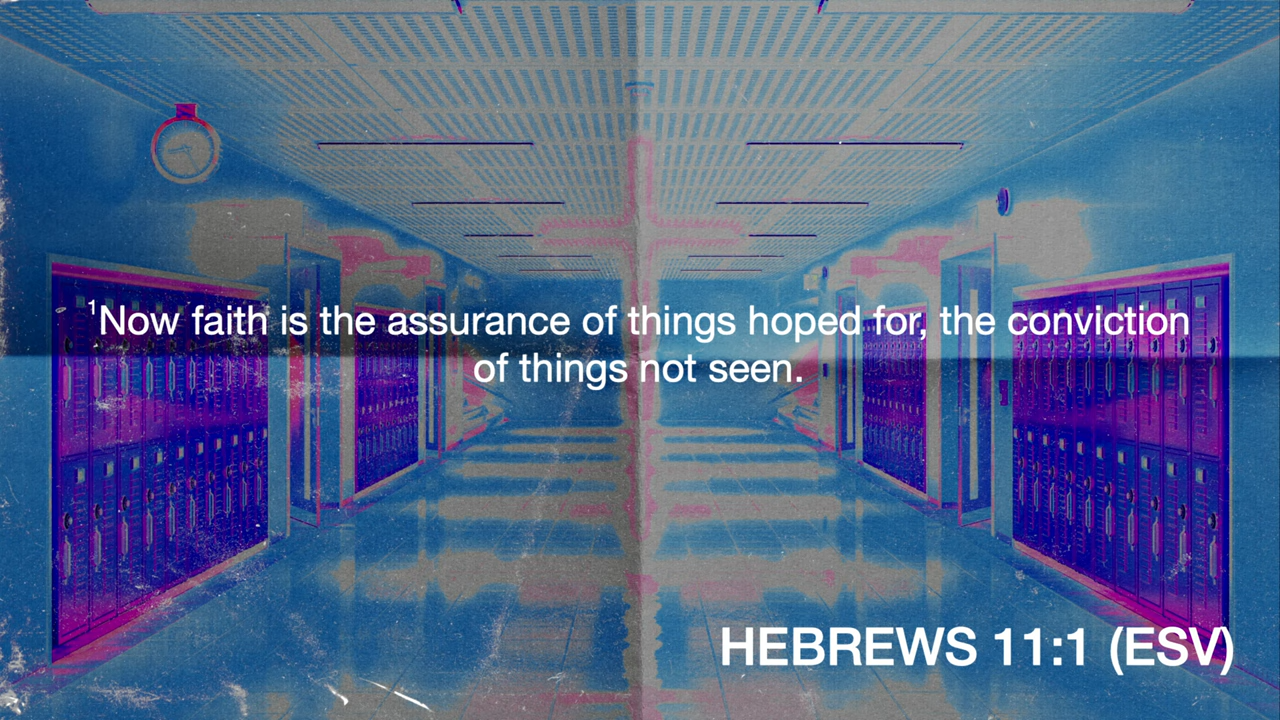 ¹Now faith is the assurance of things hoped for, the conviction
of things not seen.
HEBREWS 11:1 (ESV)